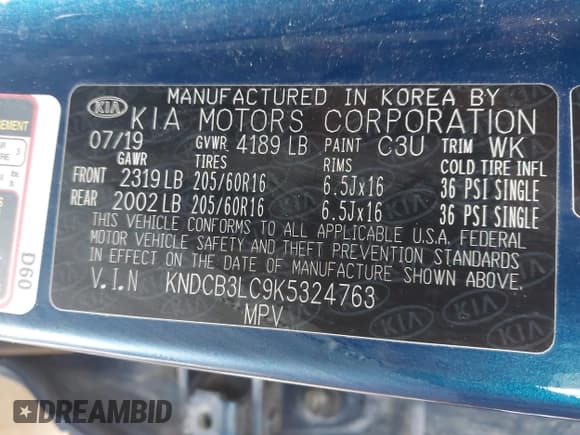 MANUFACTURED IN KOREA BY
KIA KIA MOTORS CORPORATION
07/19 GVWR 4189 LB PAINT C3U TRIM WK
GAWR TIRES RIMS COLD TIRE INFL
FRONT 2319 LB 205/60R16 6.5Jx16 36 PSI SINGLE
REAR 2002 LB 205/60R16 6.5Jx16 36 PSI SINGLE
THIS VEHICLE CONFORMS TO ALL APPLICABLE U.S.A. FEDERAL
MOTOR VEHICLE SAFETY AND THEFT PREVENTION STANDARDS
IN EFFECT ON THE DATE OF MANUFACTURE SHOWN ABOVE.
V.I.N KNDCB3LC9K5324763
MPV
D60
DREAMBID